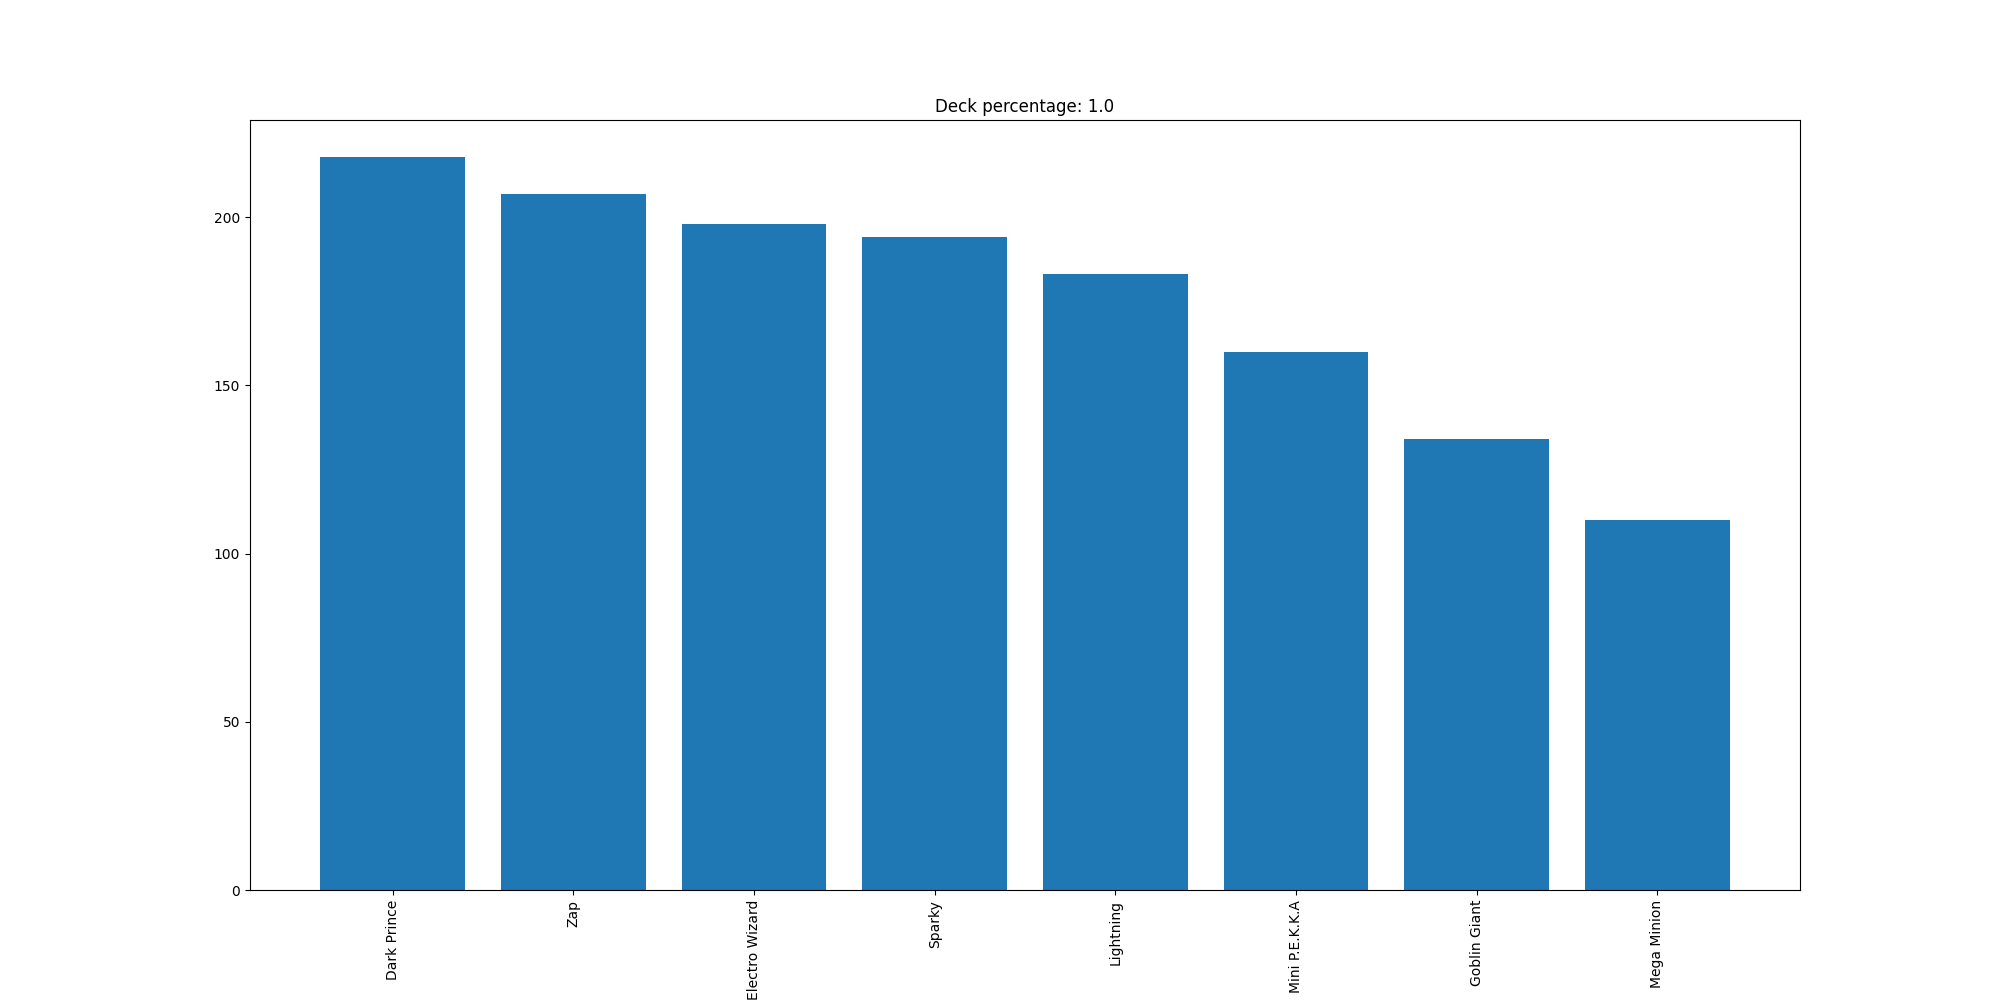 Deck percentage: 1.0
200
150
100
50
0
Dark Prince
Zap
Electro Wizard
Sparky
Lightning
Mini P.E.K.K.A
Goblin Giant
Mega Minion